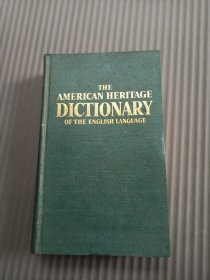 THE
AMERICAN HERITAGE
DICTIONARY
OF THE ENGLISH LANGUAGE